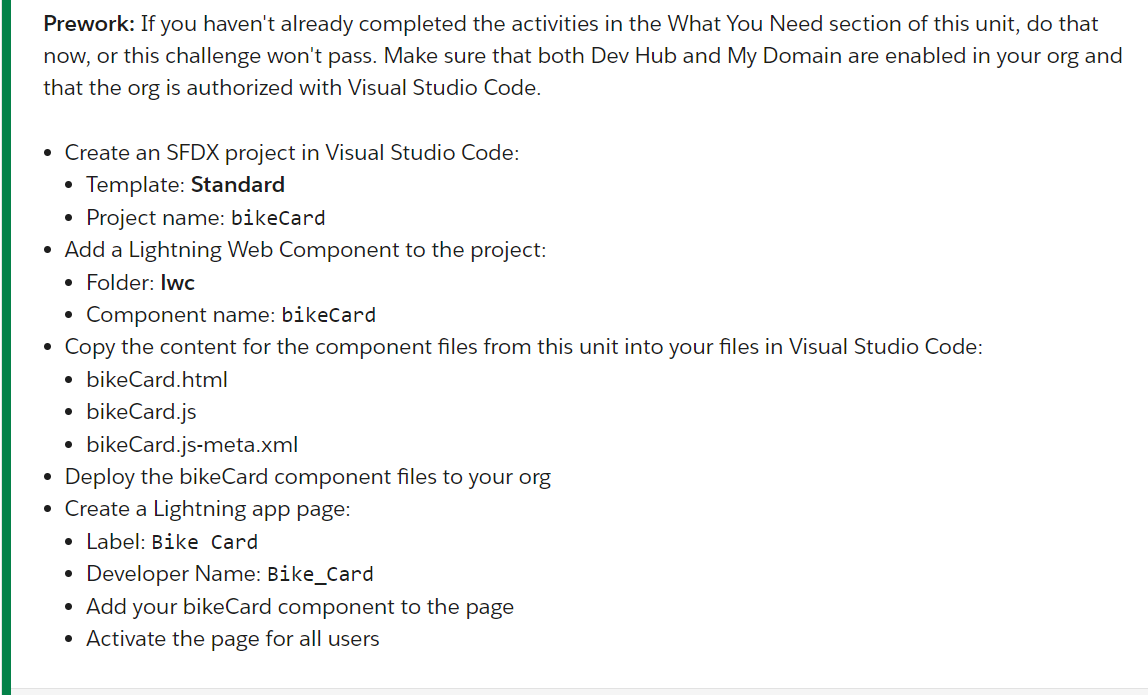 Prework: If you haven't already completed the activities in the What You Need section of this unit, do that
now, or this challenge won't pass. Make sure that both Dev Hub and My Domain are enabled in your org and
that the org is authorized with Visual Studio Code.
• Create an SFDX project in Visual Studio Code:
• Template: Standard
• Project name: bikeCard
• Add a Lightning Web Component to the project:
• Folder: lwc
• Component name: bikeCard
• Copy the content for the component files from this unit into your files in Visual Studio Code:
• bikeCard.html
• bikeCard.js
• bikeCard.js-meta.xml
• Deploy the bikeCard component files to your org
• Create a Lightning app page:
• Label: Bike Card
• Developer Name: Bike_Card
• Add your bikeCard component to the page
• Activate the page for all users